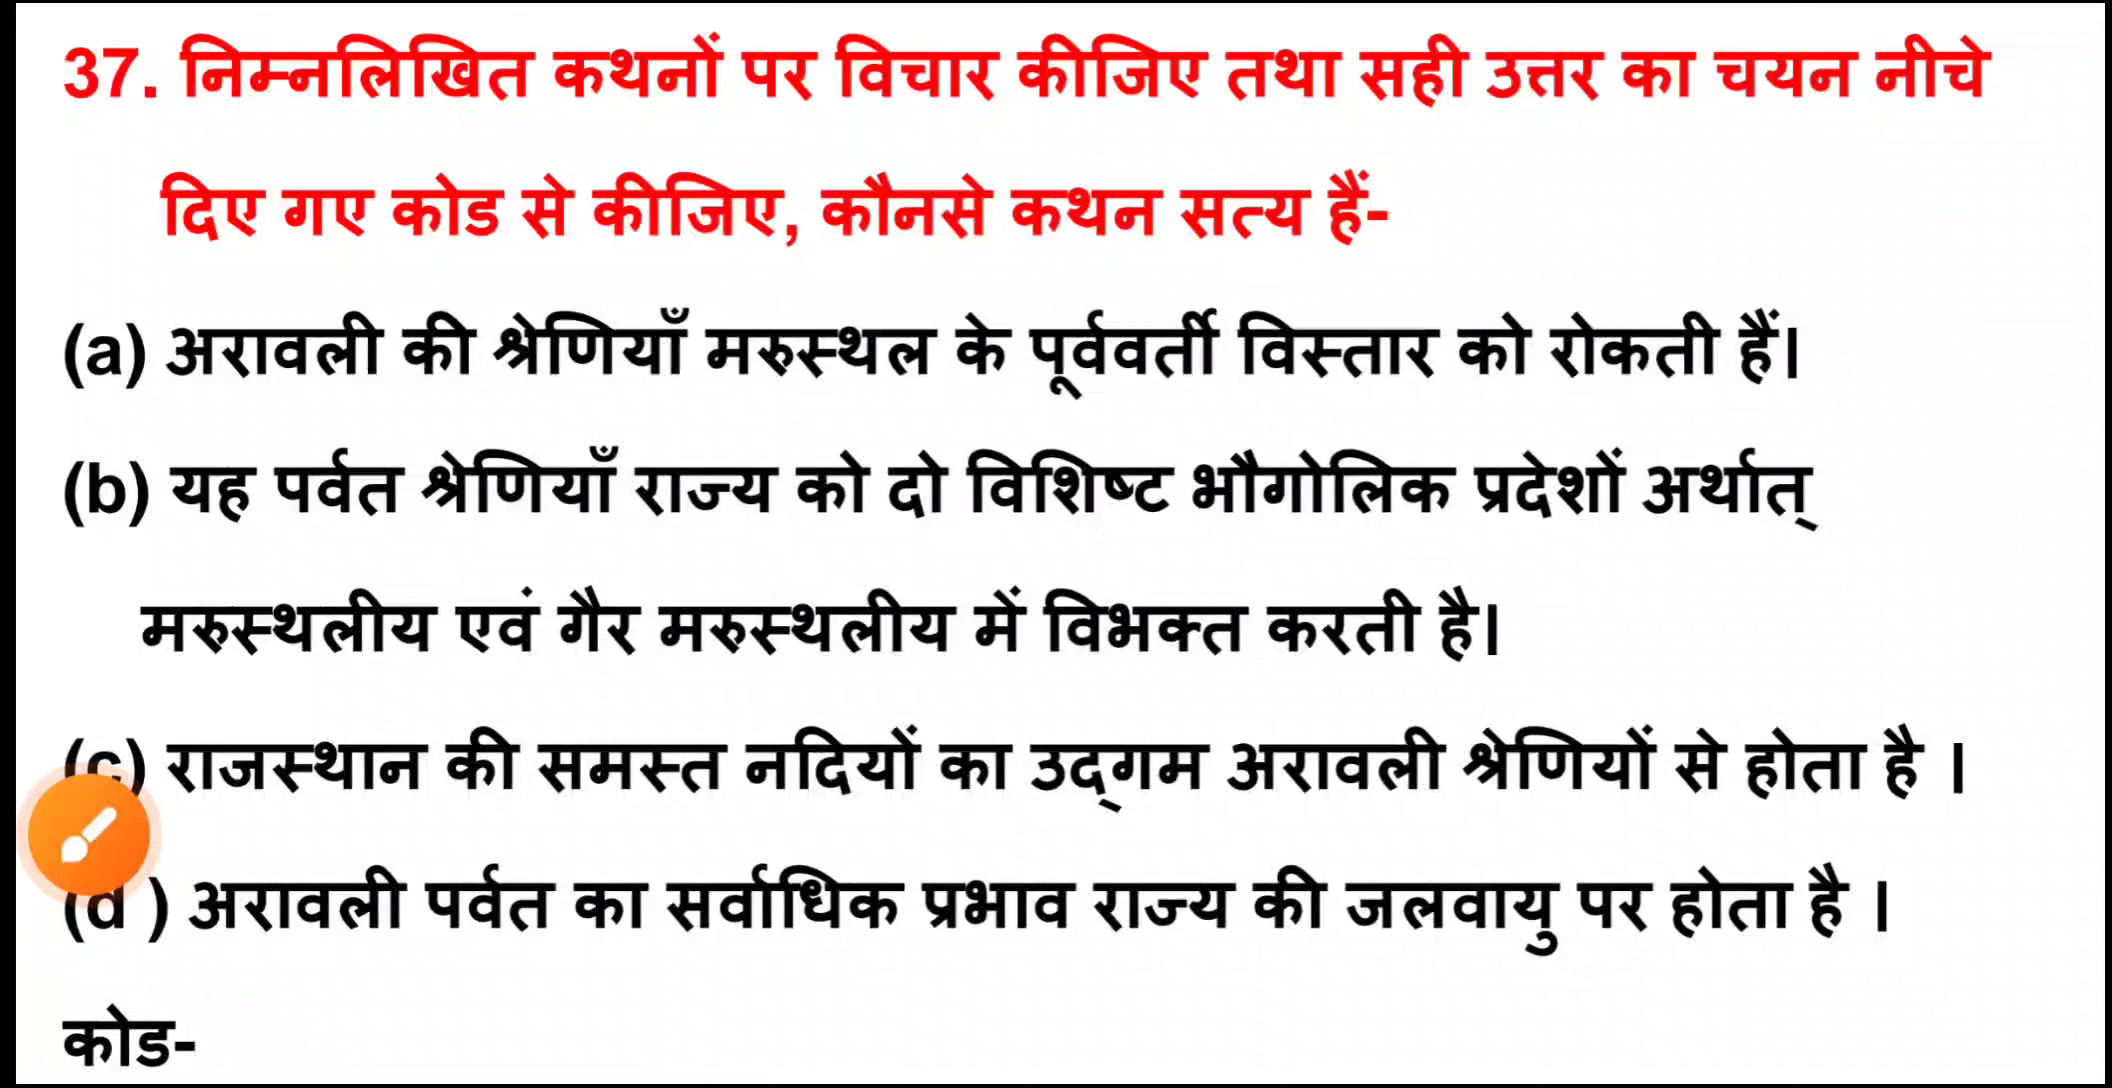 37. निम्नलिखित कथनों पर विचार कीजिए तथा सही उत्तर का चयन नीचे
दिए गए कोड से कीजिए, कौनसे कथन सत्य हैं-
(a) अरावली की श्रेणियाँ मरुस्थल के पूर्ववर्ती विस्तार को रोकती हैं।
(b) यह पर्वत श्रेणियाँ राज्य को दो विशिष्ट भौगोलिक प्रदेशों अर्थात्
मरुस्थलीय एवं गैर मरुस्थलीय में विभक्त करती है।
(c) राजस्थान की समस्त नदियों का उद्‌गम अरावली श्रेणियों से होता है ।
(d ) अरावली पर्वत का सर्वाधिक प्रभाव राज्य की जलवायु पर होता है ।
कोड-